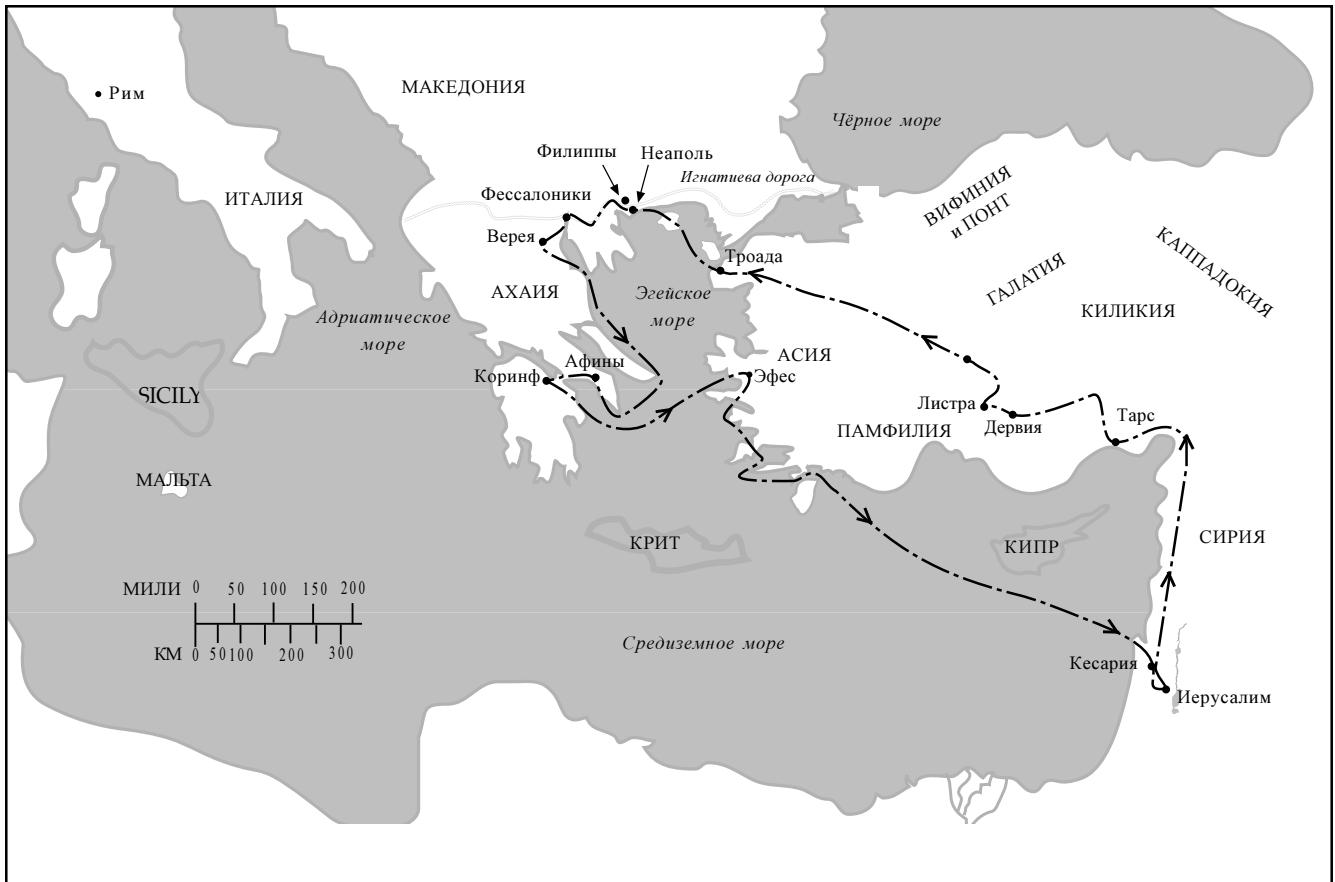 МАКЕДОНИЯ
Рим
Чёрное море
Филиппы
Неаполь
Игнатиева дорога
ИТАЛИЯ
Фессалоники
ВИФИНИЯ
и ПОНТ
Верея
Троада
КАППАДОКИЯ
ГАЛАТИЯ
АХАИЯ
Эгейское
море
КИЛИКИЯ
Адриатическое
море
АСИЯ
Афины
Коринф
Эфес
SICILY
Листра
Дервия
Тарс
ПАМФИЛИЯ
МАЛЬТА
СИРИЯ
КРИТ
КИПР
МИЛИ 0 50 100 150 200
КМ 0 50 100 200 300
Средиземное море
Кесария
Иерусалим